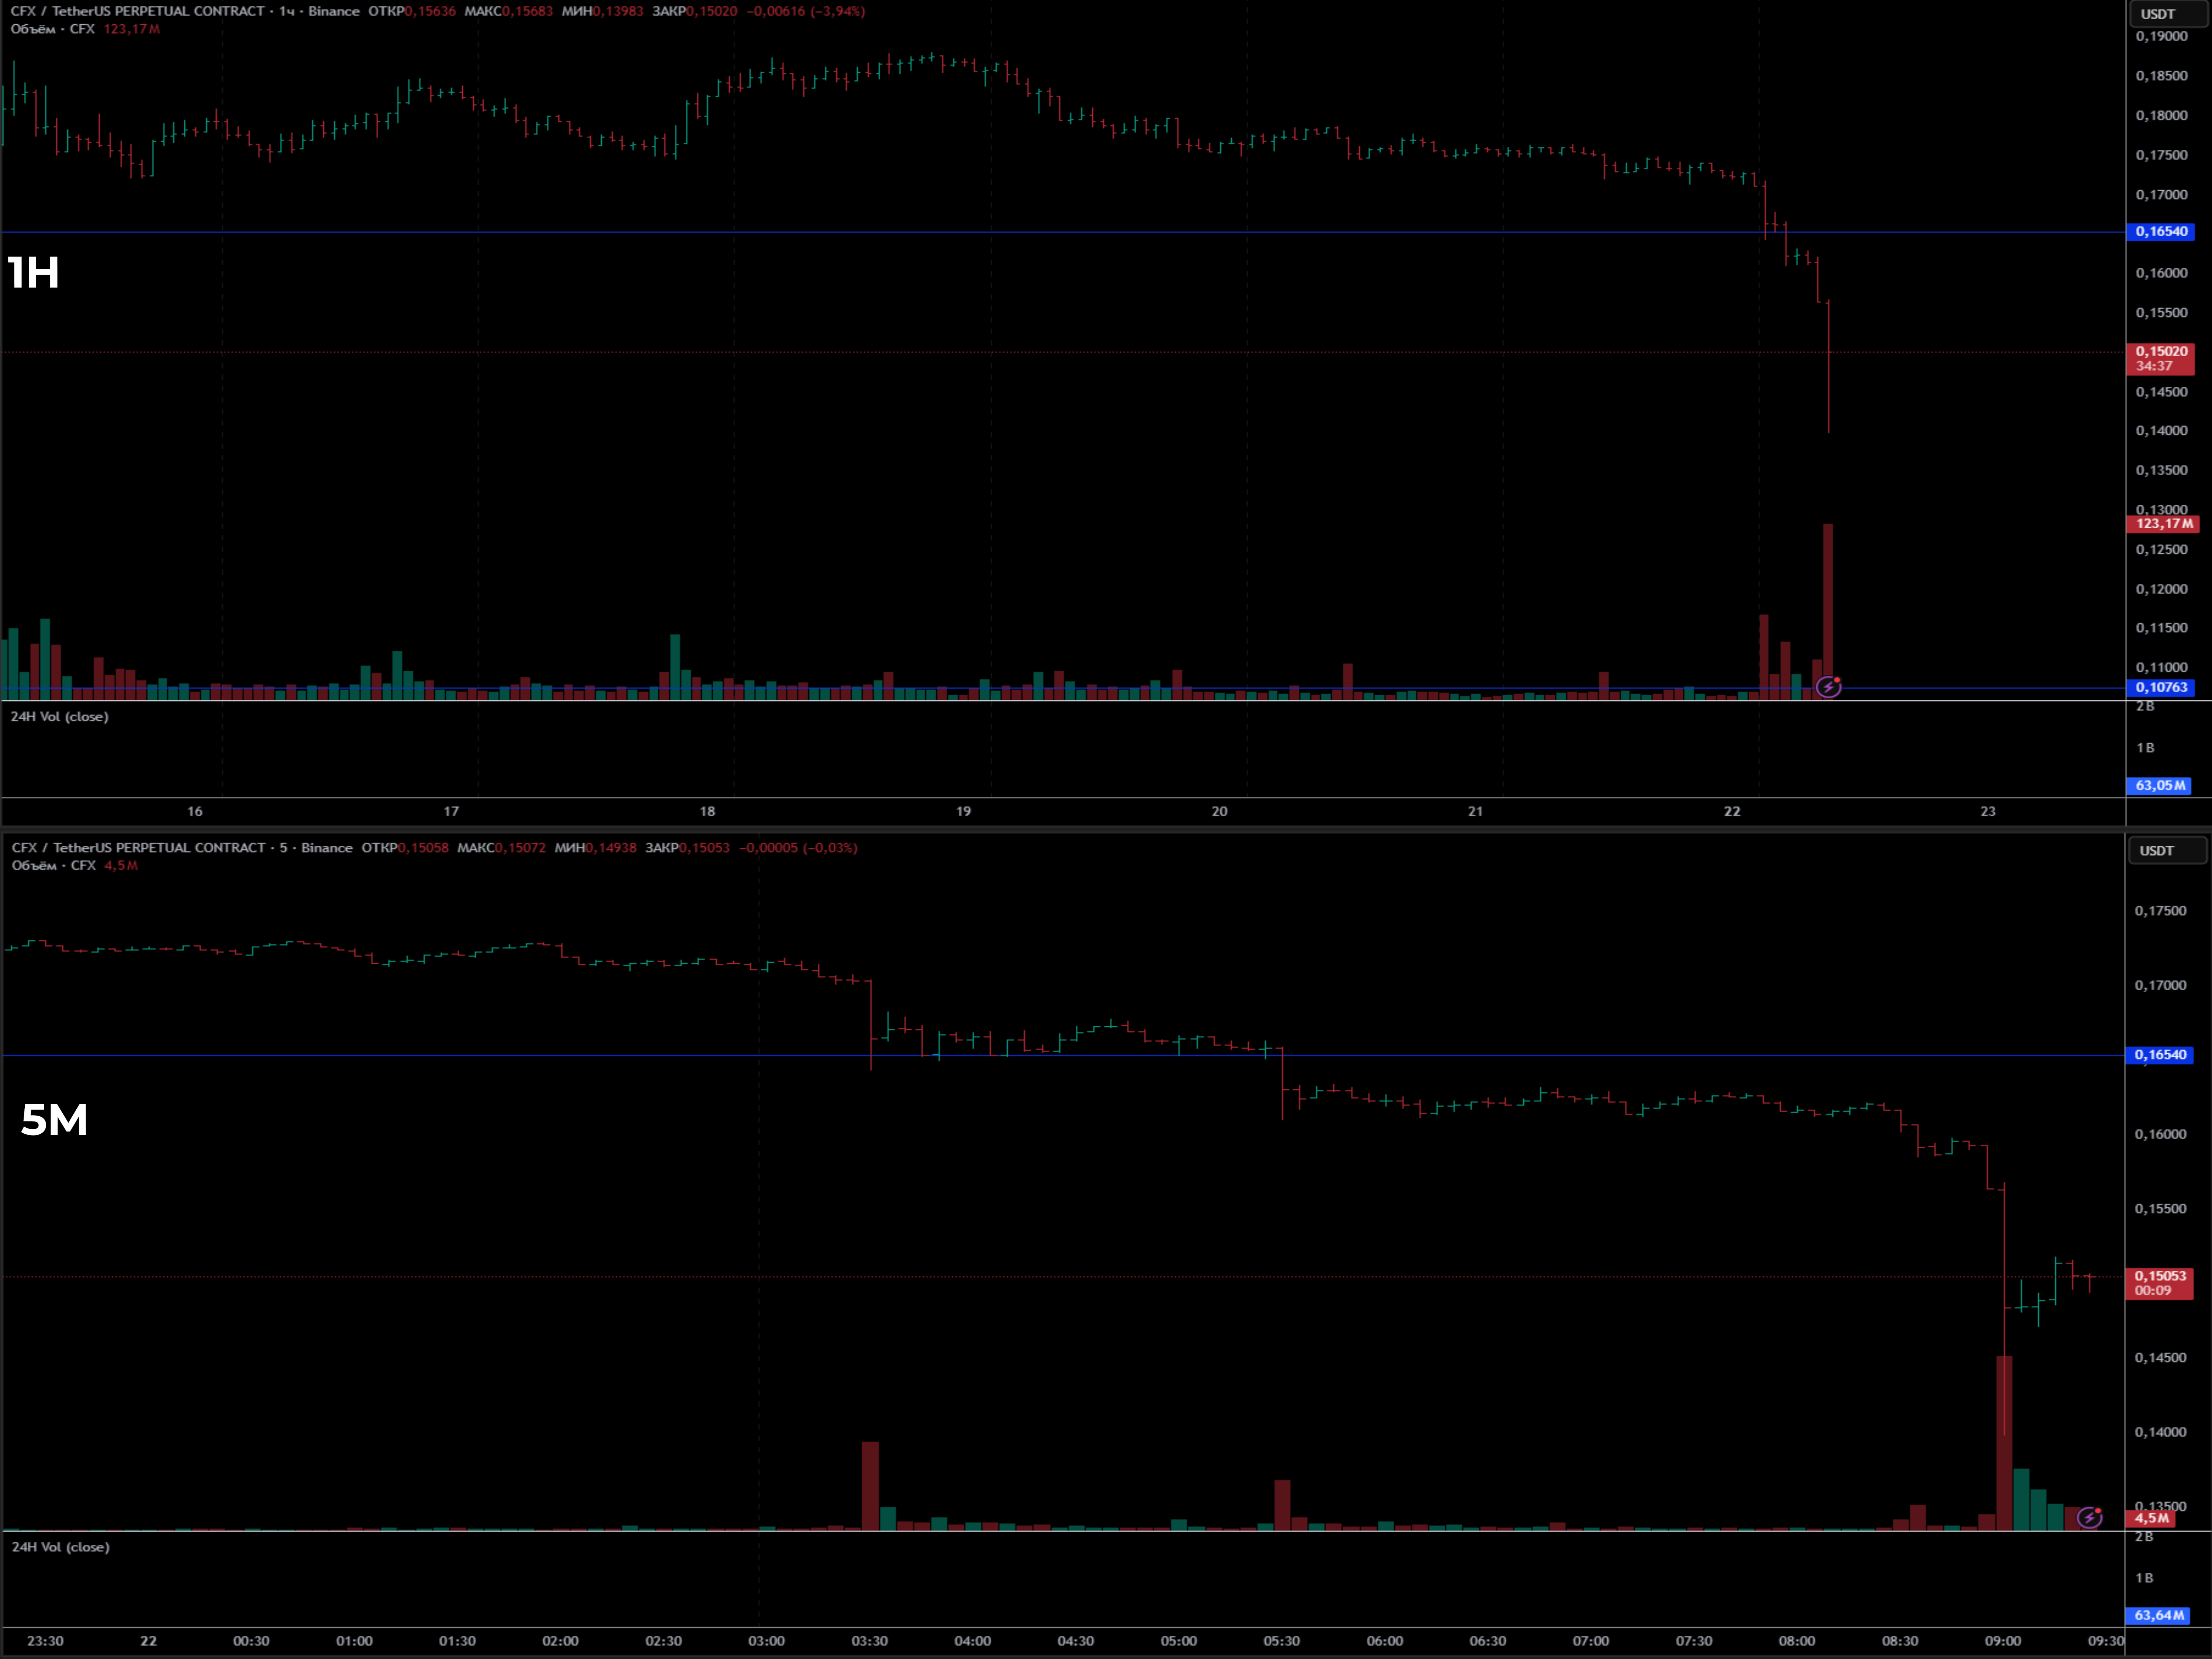 CFX / TetherUS PERPETUAL CONTRACT · 1ч · Binance ОТКР0,15636 МАКС0,15683 МИН0,13983 ЗАКР0,15020 −0,00616 (−3,94%)
Объём · CFX 123,17M
USDT
0,19000
0,18500
0,18000
0,17500
0,17000
0,16540
1H
0,16000
0,15500
0,15020
34:37
0,14500
0,14000
0,13500
0,13000
123,17M
0,12500
0,12000
0,11500
0,11000
0,10763
24H Vol (close)
2B
1B
63,05M
16 17 18 19 20 21 22 23
CFX / TetherUS PERPETUAL CONTRACT · 5 · Binance ОТКР0,15058 МАКС0,15072 МИН0,14938 ЗАКР0,15053 −0,00005 (−0,03%)
Объём · CFX 4,5M
USDT
0,17500
0,17000
0,16540
5M
0,16000
0,15500
0,15053
00:09
0,14500
0,14000
0,13500
4,5M
24H Vol (close)
2B
1B
63,64M
23:30 22 00:30 01:00 01:30 02:00 02:30 03:00 03:30 04:00 04:30 05:00 05:30 06:00 06:30 07:00 07:30 08:00 08:30 09:00 09:30